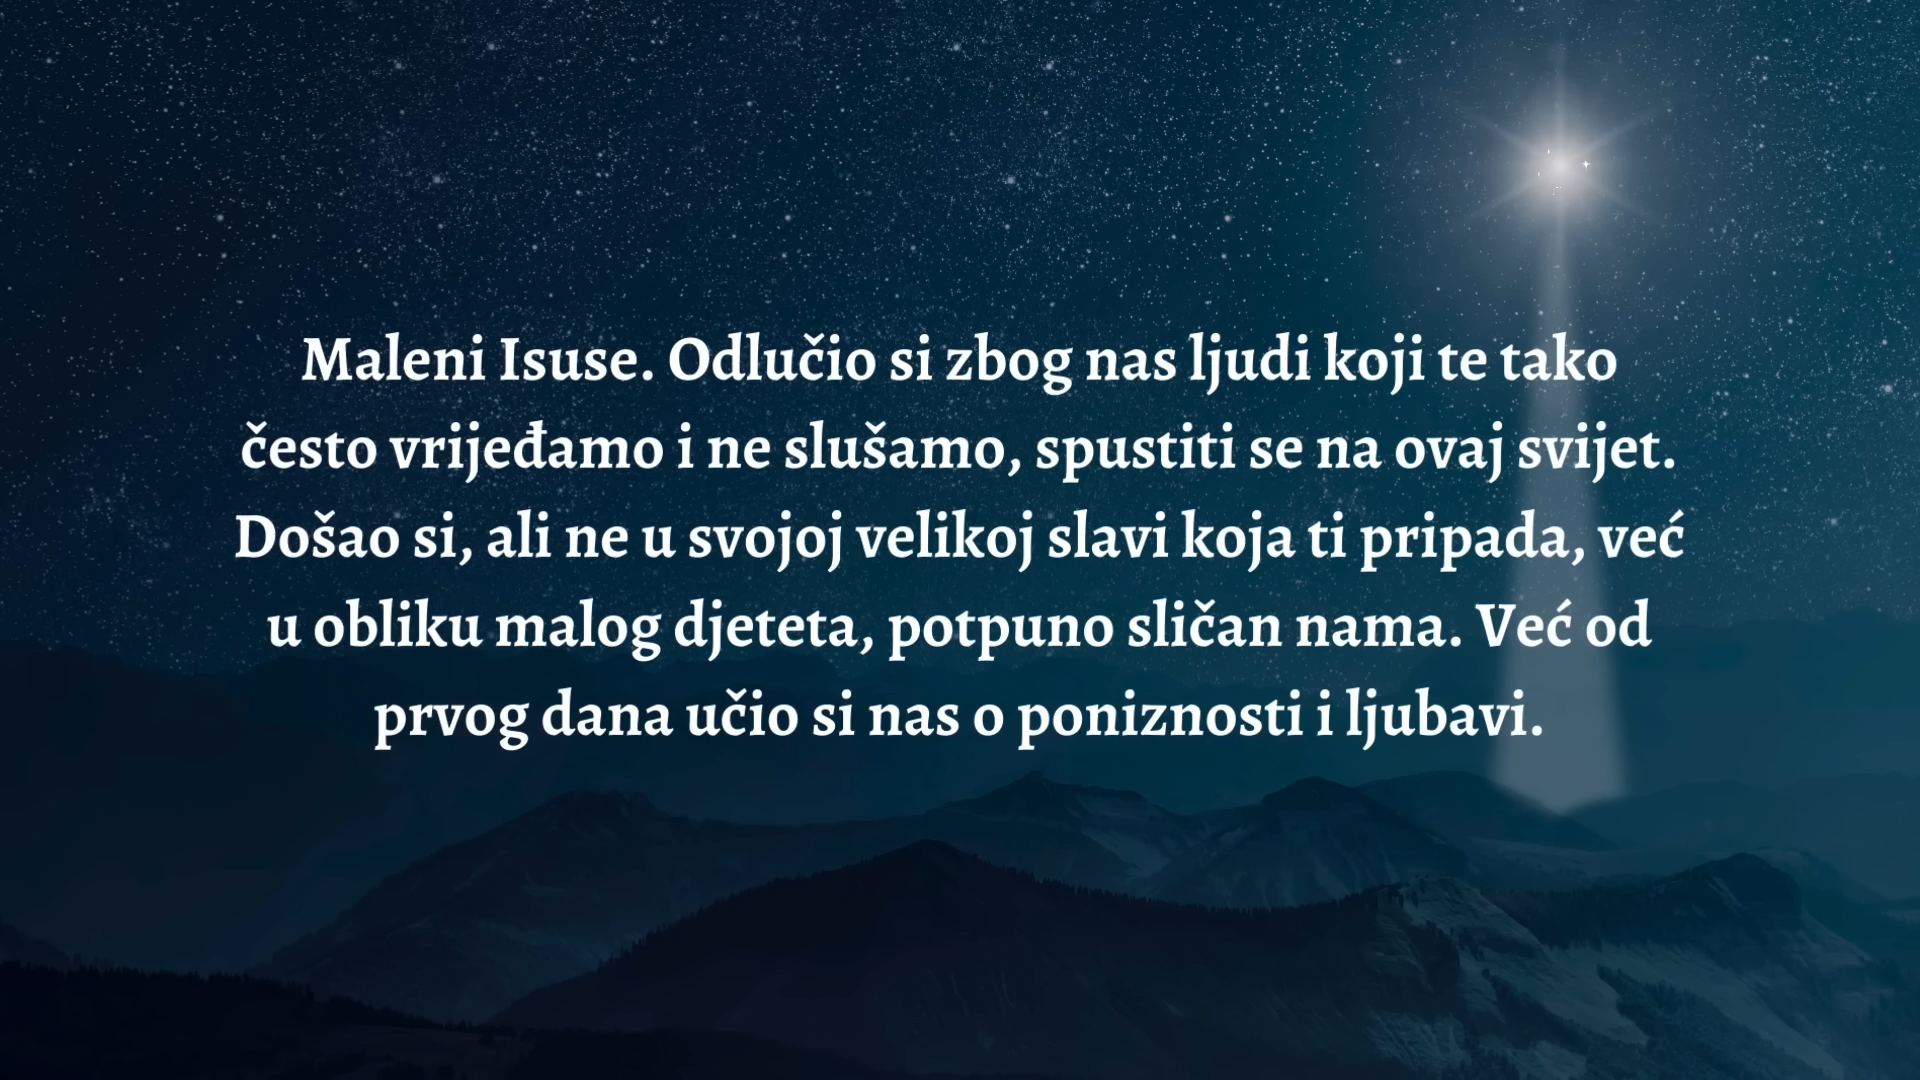 Maleni Isuse. Odlučio si zbog nas ljudi koji te tako
često vrijeđamo i ne slušamo, spustiti se na ovaj svijet.
Došao si, ali ne u svojoj velikoj slavi koja ti pripada, već
u obliku malog djeteta, potpuno sličan nama. Već od
prvog dana učio si nas o poniznosti i ljubavi.